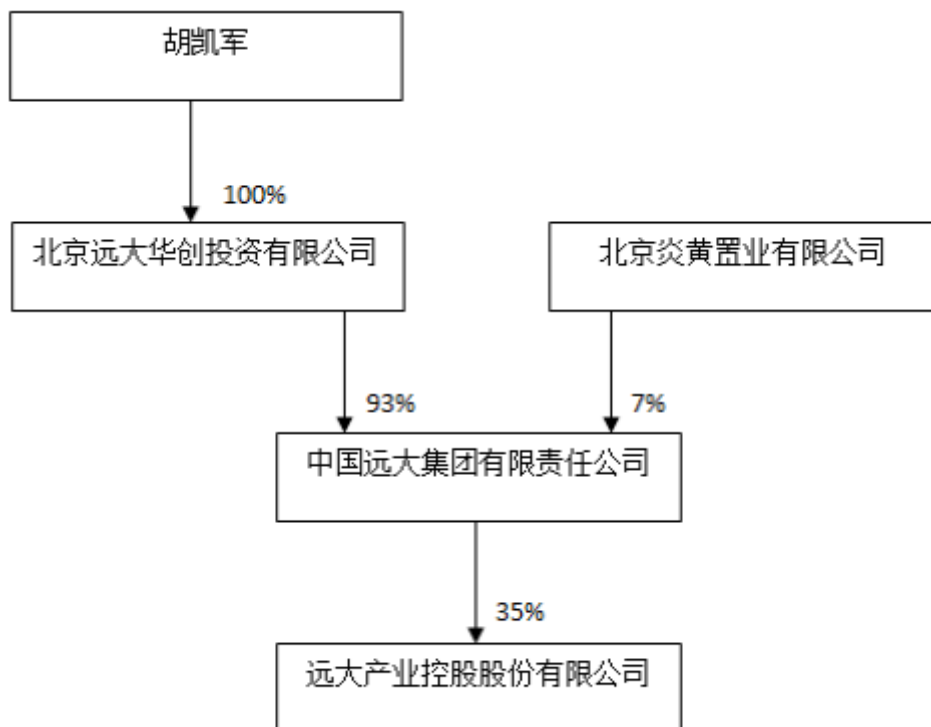 胡凯军
100%
北京远大华创投资有限公司
北京炎黄置业有限公司
93%
7%
中国远大集团有限责任公司
35%
远大产业控股股份有限公司